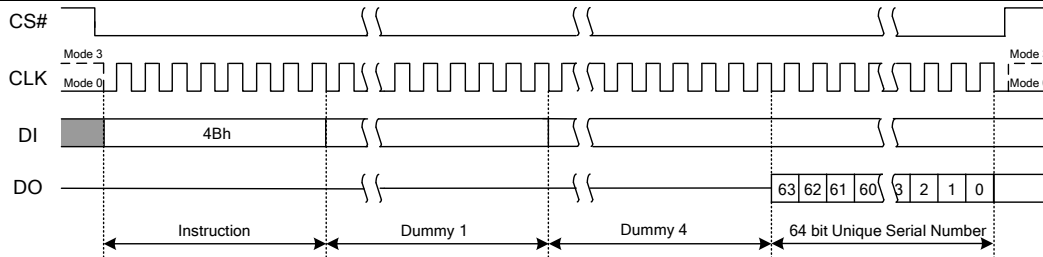 CS#
Mode 3
Mode 3
CLK
Mode 0
Mode
DI
4Bh
DO
63 62 61 60 3 2 1 0
Instruction
Dummy 1
Dummy 4
64 bit Unique Serial Number